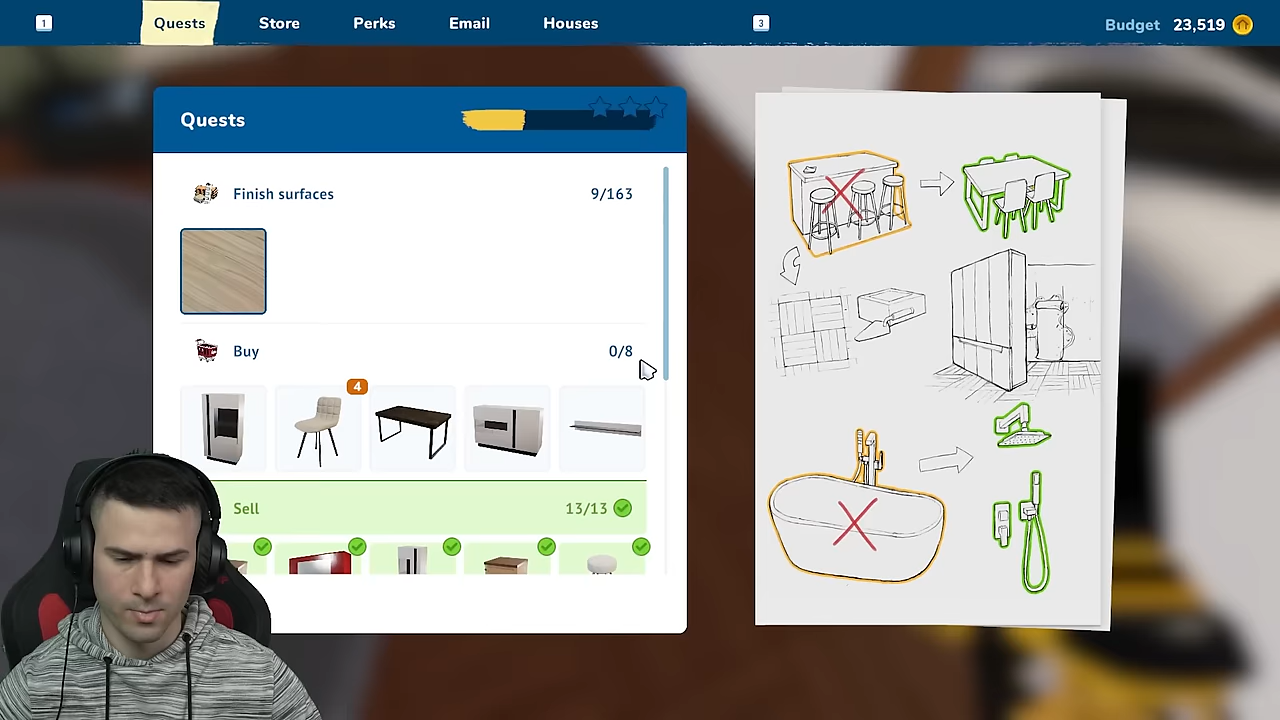 1 Quests Store Perks Email Houses 3 Budget 23,519
Quests
Finish surfaces 9/163
Buy 0/8
4
Sell 13/13